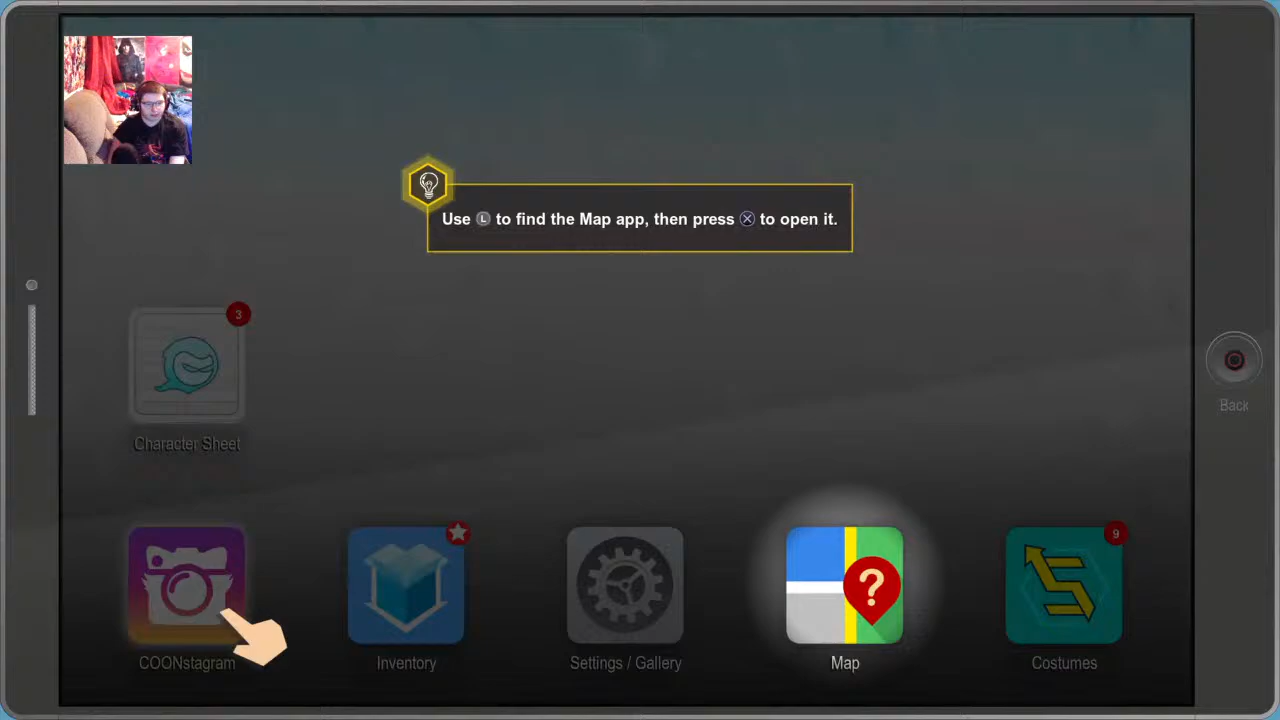 Use L to find the Map app, then press X to open it.
3
Character Sheet
Back
9
?
COONstagram
Inventory
Settings / Gallery
Map
Costumes